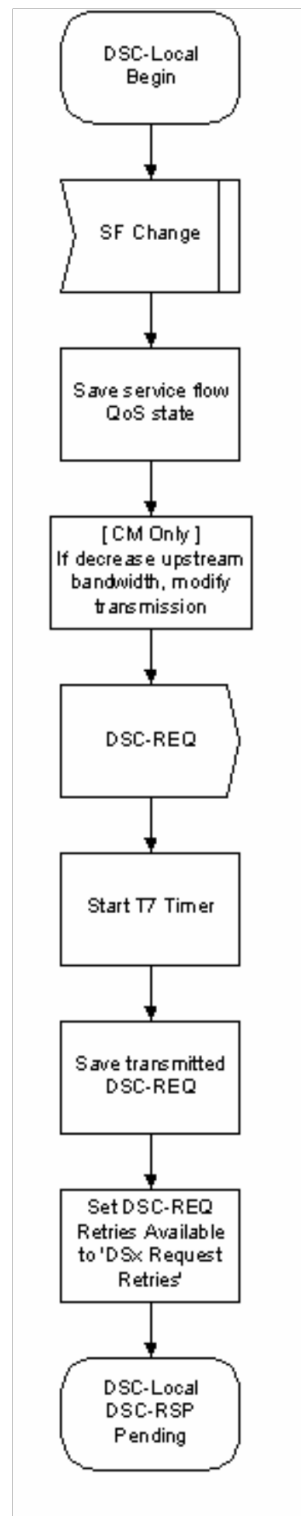 DSC-Local
Begin
SF Change
Save service flow
QoS state
[ CM Only ]
If decrease upstream
bandwidth, modify
transmission
DSC-REQ
Start T7 Timer
Save transmitted
DSC-REQ
Set DSC-REQ
Retries Available
to 'DSx Request
Retries'
DSC-Local
DSC-RSP
Pending